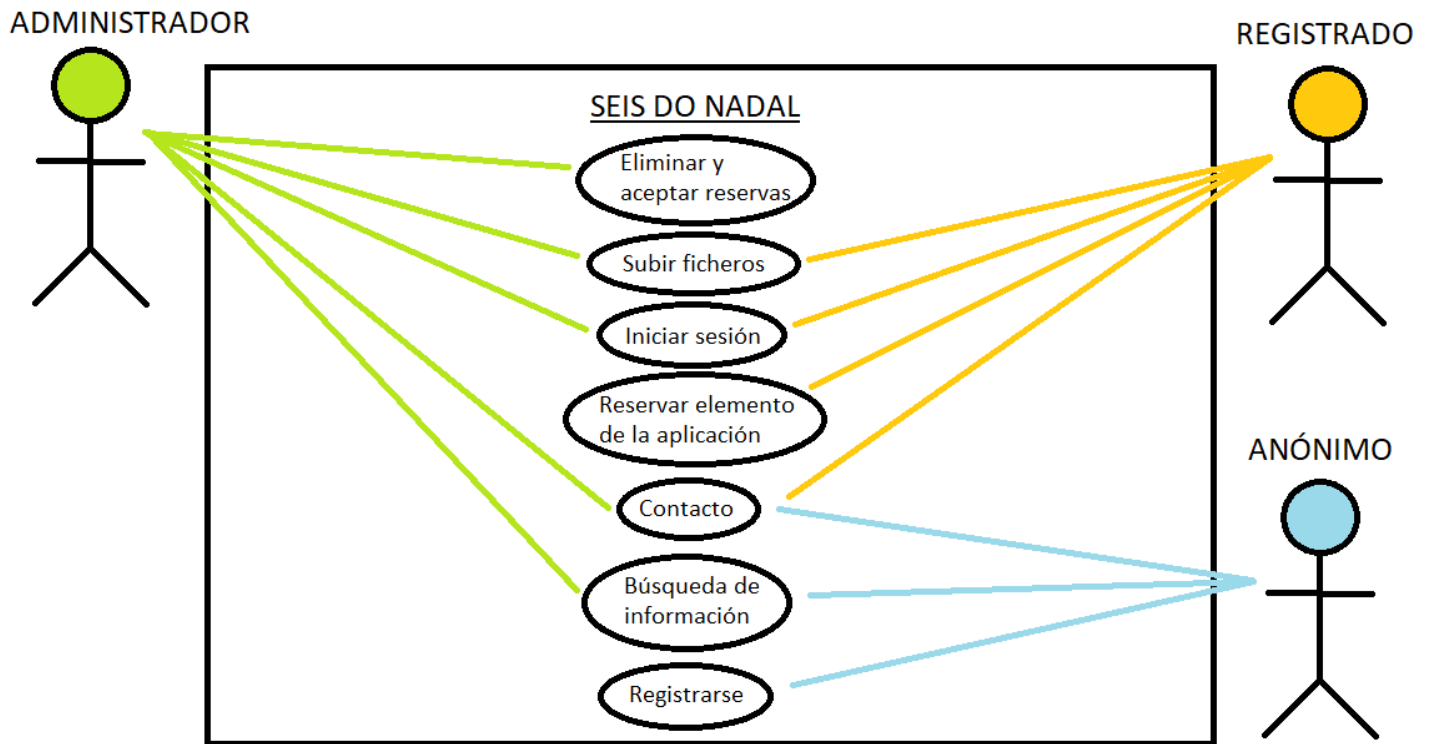 ADMINISTRADOR
REGISTRADO
SEIS DO NADAL
Eliminar y
aceptar reservas
Subir ficheros
Iniciar sesión
Reservar elemento
de la aplicación
ANÓNIMO
Contacto
Búsqueda de
información
Registrarse